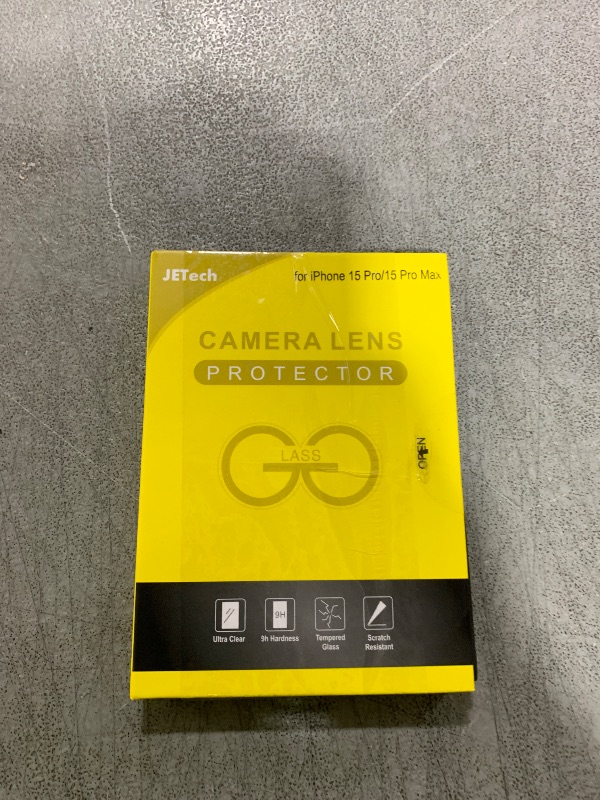 JETech
for iPhone 15 Pro/15 Pro Max
CAMERA LENS
PROTECTOR
GLASS
OPEN
9H
Ultra Clear
9h Hardness
Tempered
Glass
Scratch
Resistant